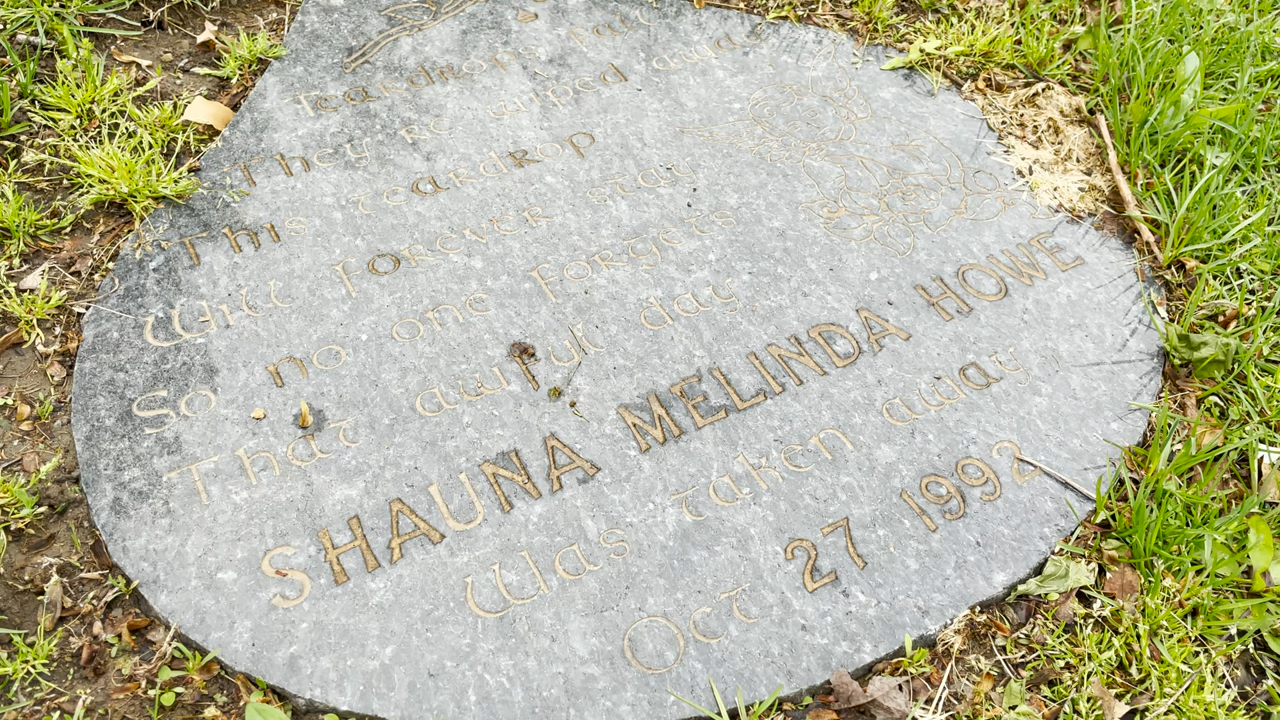 Teardrops fall
They re wiped away
This teardrop
Will Forever stay
So no one Forgets
That awful day
SHAUNA MELINDA HOWE
Was taken away
Oct 27 1992